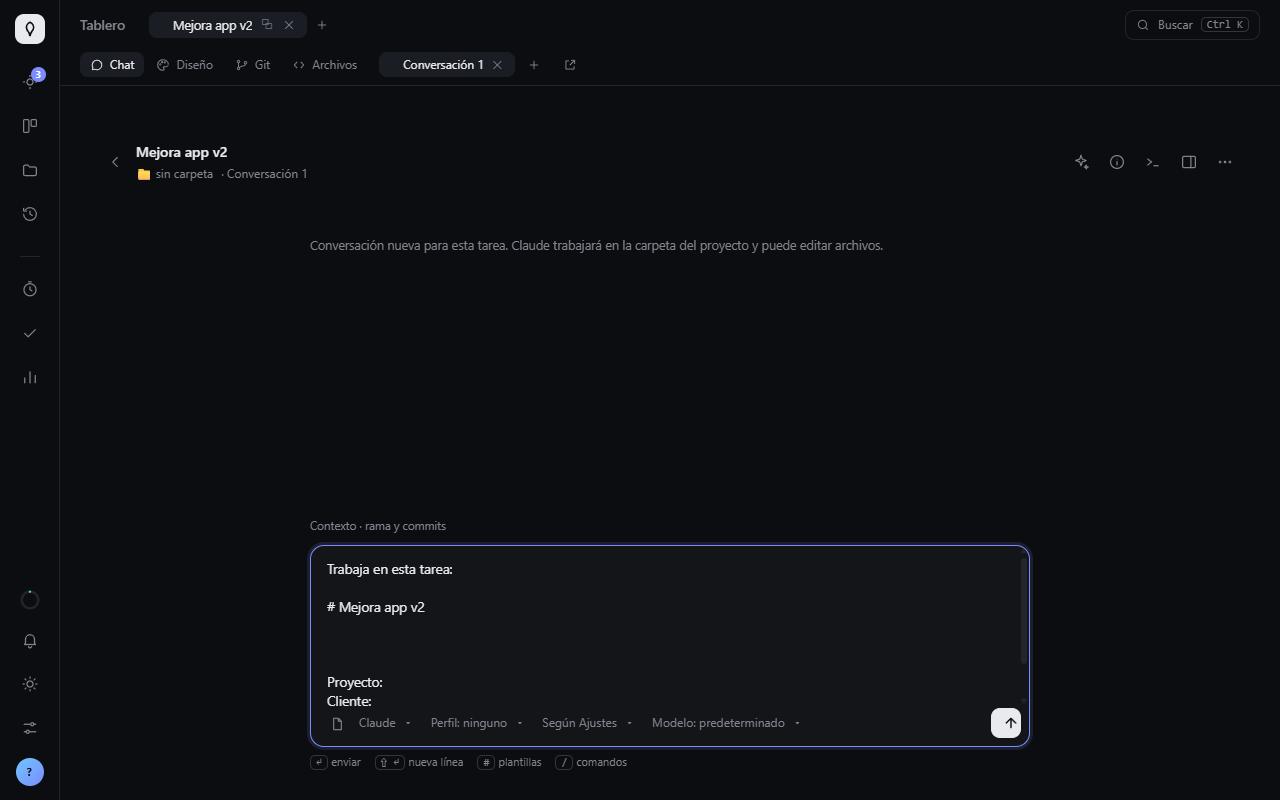 Tablero
Mejora app v2
Buscar Ctrl K
3
Chat
Diseño
Git
Archivos
Conversación 1
Mejora app v2
sin carpeta · Conversación 1
Conversación nueva para esta tarea. Claude trabajará en la carpeta del proyecto y puede editar archivos.
Contexto · rama y commits
Trabaja en esta tarea:
# Mejora app v2
Proyecto:
Cliente:
Claude
Perfil: ninguno
Según Ajustes
Modelo: predeterminado
enviar
nueva línea
# plantillas
/ comandos
?